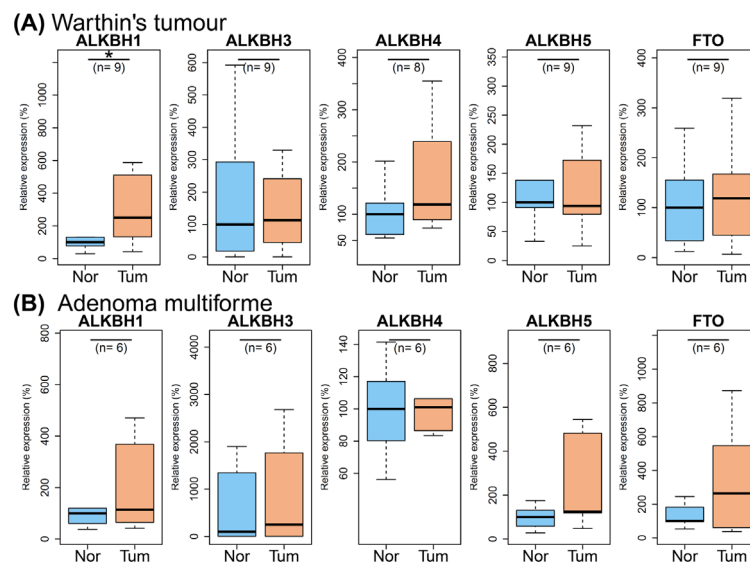 (A) Warthin's tumour
ALKBH1 ALKBH3 ALKBH4 ALKBH5 FTO
*
(n= 9) (n= 9) (n= 8) (n= 9) (n= 9)
Relative expression (%)
0 200 400 600 800 1200
Relative expression (%)
0 100 200 300 400 500 600
Relative expression (%)
50 100 200 300 400
Relative expression (%)
0 50 100 200 300
Relative expression (%)
0 100 200 300 400
Nor Tum Nor Tum Nor Tum Nor Tum Nor Tum
(B) Adenoma multiforme
ALKBH1 ALKBH3 ALKBH4 ALKBH5 FTO
(n= 6) (n= 6) (n= 6) (n= 6) (n= 6)
Relative expression (%)
0 200 400 600 800
Relative expression (%)
0 1000 2000 3000 4000
Relative expression (%)
60 80 100 120 140
Relative expression (%)
0 200 400 600 800
Relative expression (%)
0 200 400 600 800 1200
Nor Tum Nor Tum Nor Tum Nor Tum Nor Tum